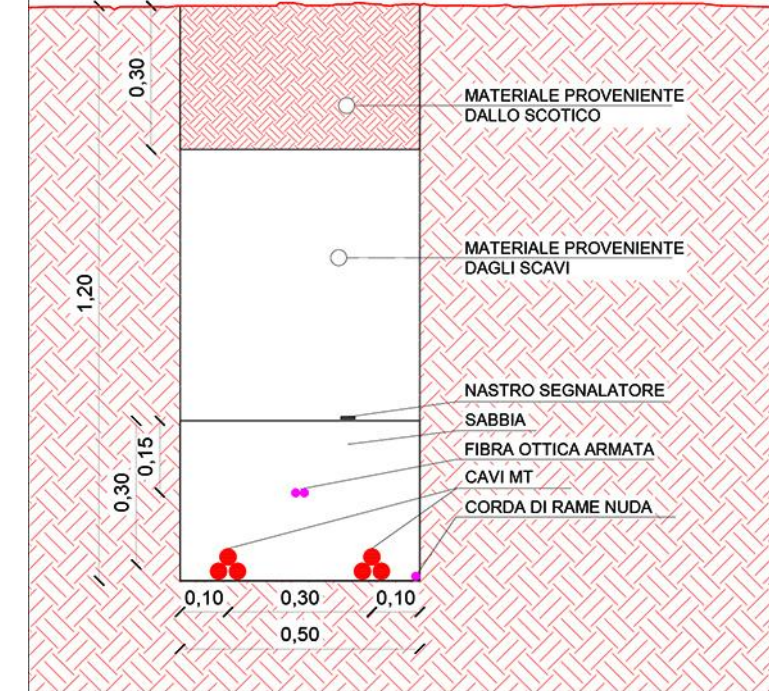 0,30
MATERIALE PROVENIENTE
DALLO SCOTICO
MATERIALE PROVENIENTE
DAGLI SCAVI
1,20
NASTRO SEGNALATORE
SABBIA
0,15
FIBRA OTTICA ARMATA
0,30
CAVI MT
CORDA DI RAME NUDA
0,10
0,30
0,10
0,50